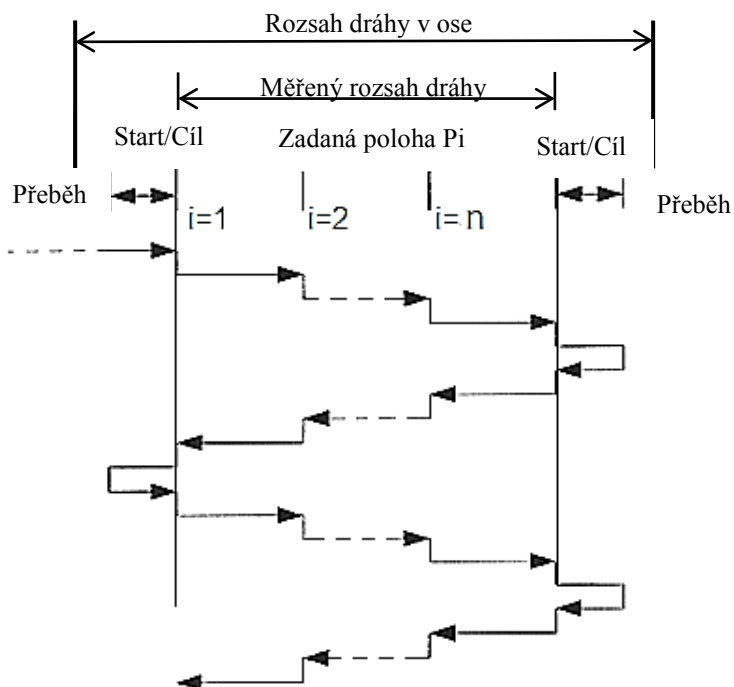 Rozsah dráhy v ose
Měřený rozsah dráhy
Start/Cíl
Zadaná poloha Pi
Start/Cíl
Přeběh
Přeběh
i=1
i=2
i=n